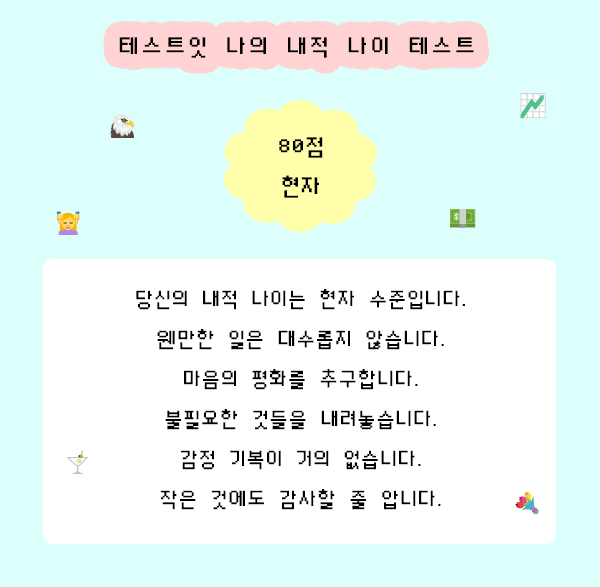 테스트잇 나의 내적 나이 테스트
80점
현자
당신의 내적 나이는 현자 수준입니다.
웬만한 일은 대수롭지 않습니다.
마음의 평화를 추구합니다.
불필요한 것들을 내려놓습니다.
감정 기복이 거의 없습니다.
작은 것에도 감사할 줄 압니다.